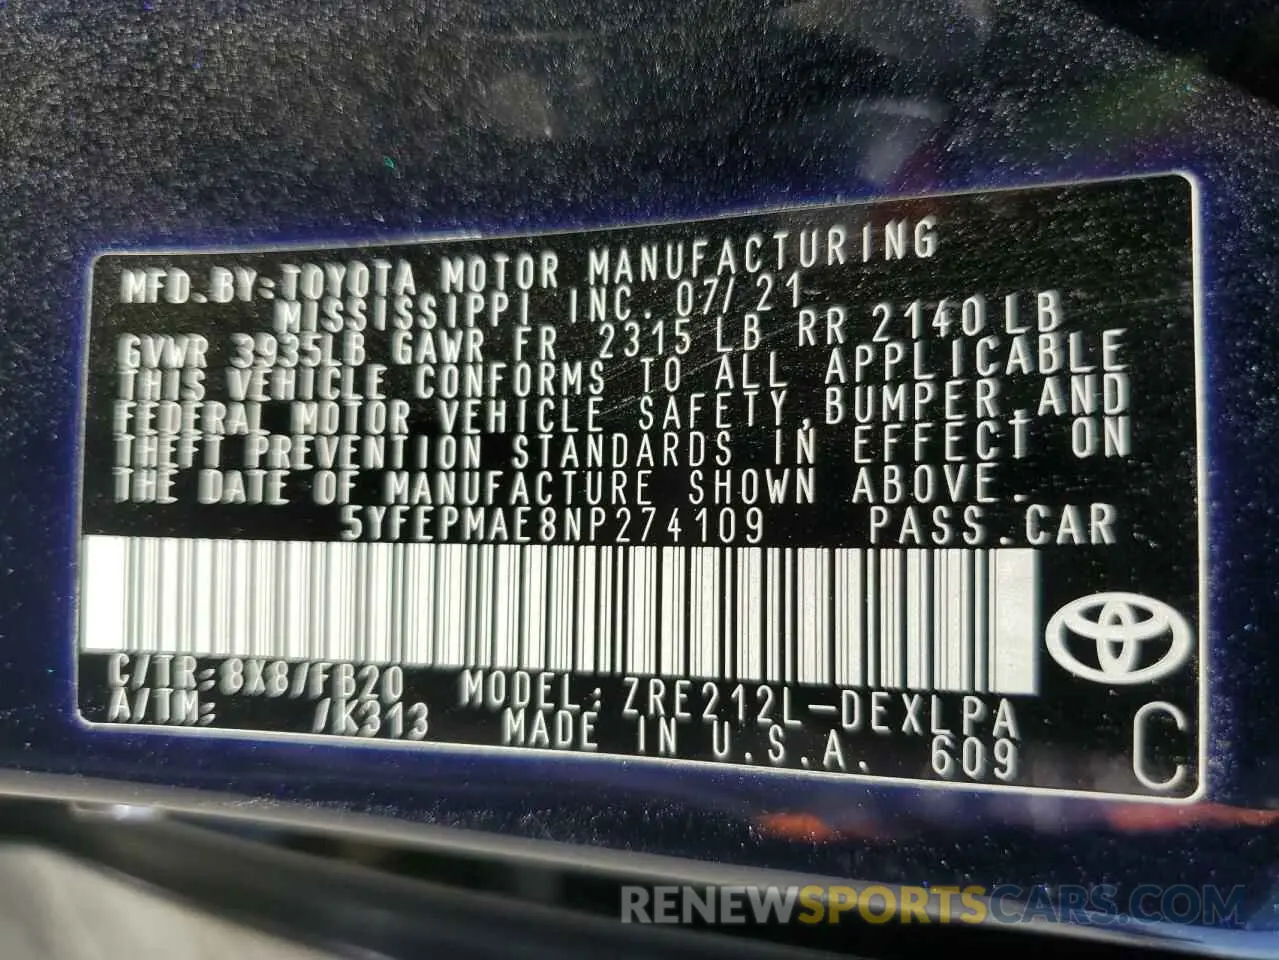 MFD.BY:TOYOTA MOTOR MANUFACTURING
MISSISSIPPI INC. 07/21
GVWR 3935LB GAWR FR 2315 LB RR 2140 LB
THIS VEHICLE CONFORMS TO ALL APPLICABLE
FEDERAL MOTOR VEHICLE SAFETY,BUMPER,AND
THEFT PREVENTION STANDARDS IN EFFECT ON
THE DATE OF MANUFACTURE SHOWN ABOVE.
5YFEPMAE8NP274109 PASS.CAR
C/TR:8X8/FB20 MODEL:ZRE212L-DEXLPA
A/TM: /K313 MADE IN U.S.A. 609
C
RENEWSPORTSCARS.COM